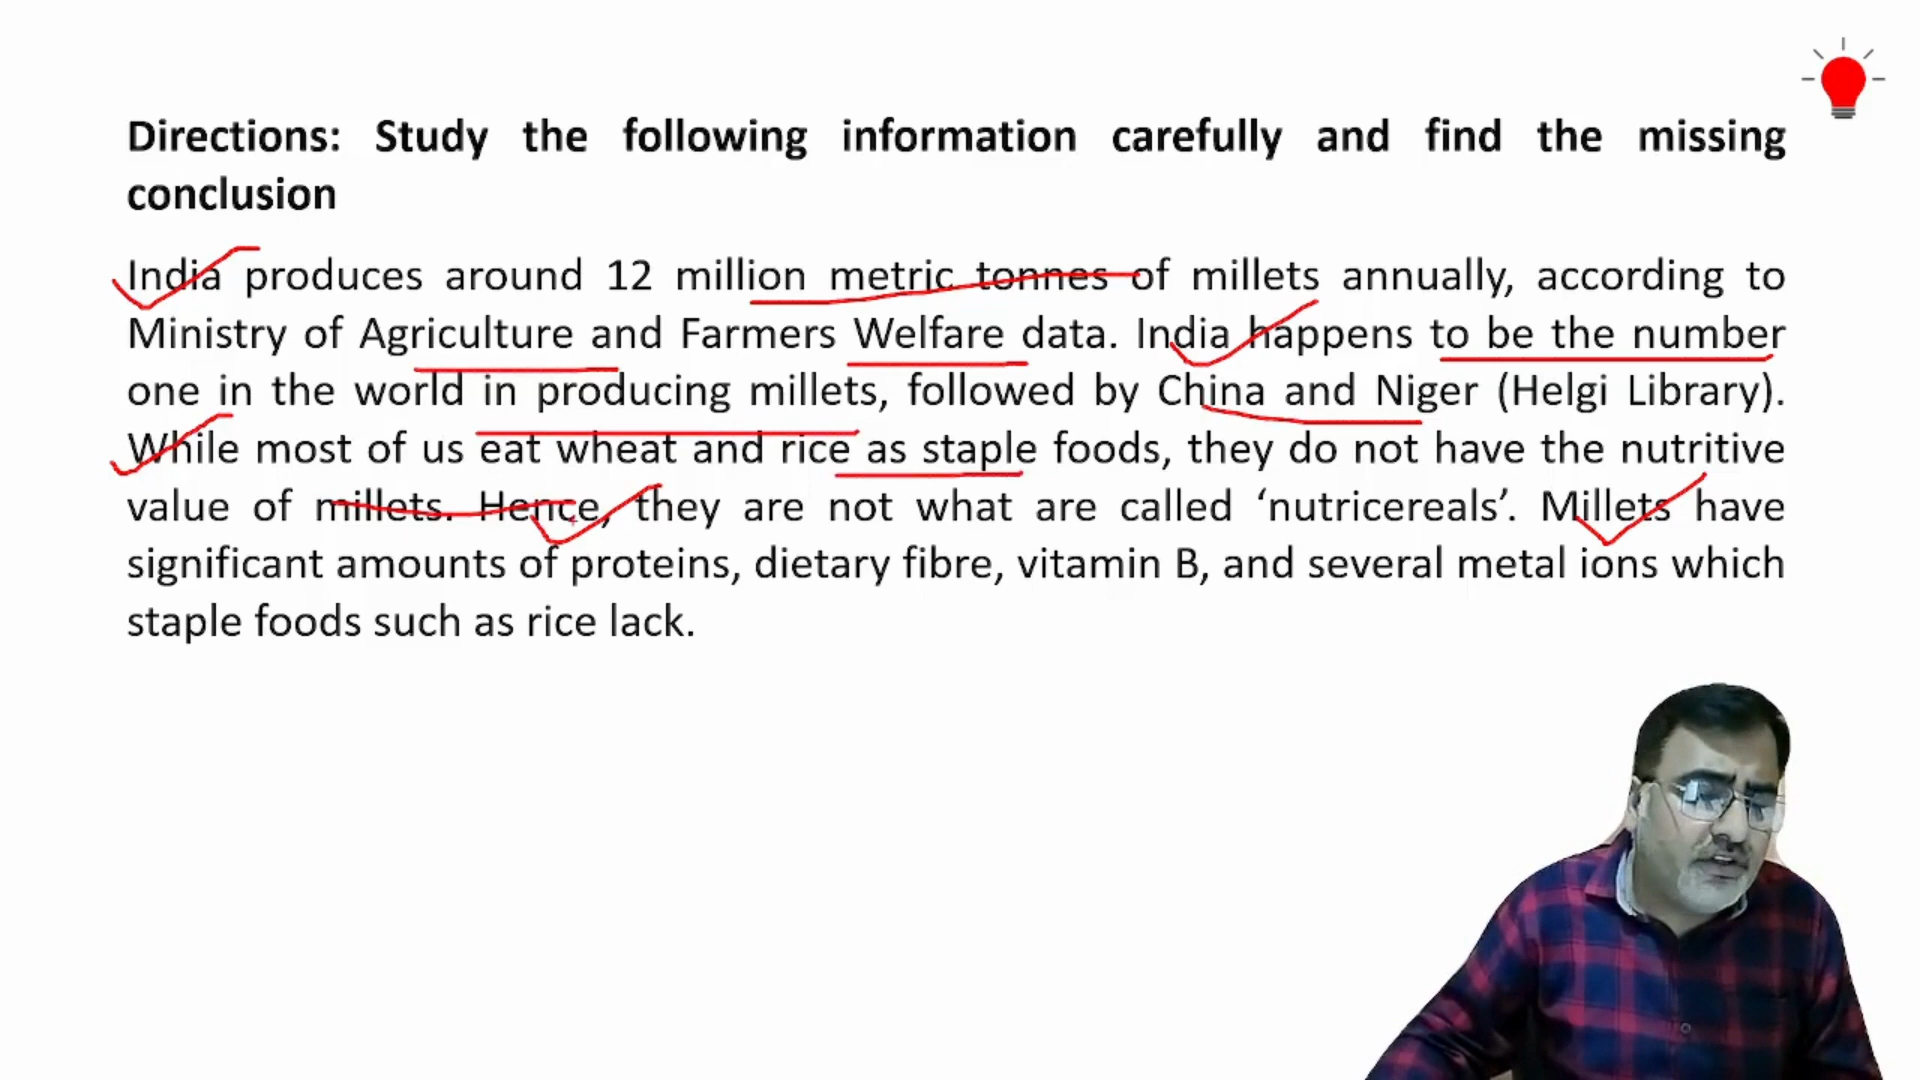 Directions: Study the following information carefully and find the missing
conclusion
India produces around 12 million metric tonnes of millets annually, according to
Ministry of Agriculture and Farmers Welfare data. India happens to be the number
one in the world in producing millets, followed by China and Niger (Helgi Library).
While most of us eat wheat and rice as staple foods, they do not have the nutritive
value of millets. Hence, they are not what are called ‘nutricereals’. Millets have
significant amounts of proteins, dietary fibre, vitamin B, and several metal ions which
staple foods such as rice lack.